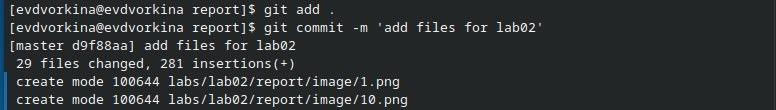 [evdvorkina@evdvorkina report]$ git add .
[evdvorkina@evdvorkina report]$ git commit -m 'add files for lab02'
[master d9f88aa] add files for lab02
 29 files changed, 281 insertions(+)
 create mode 100644 labs/lab02/report/image/1.png
 create mode 100644 labs/lab02/report/image/10.png